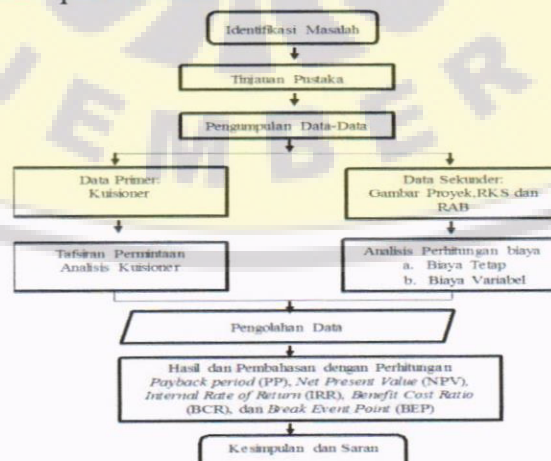 Identifikasi Masalah
Tinjauan Pustaka
JEMBER
Pengumpulan Data-Data
Data Primer:
Kuisioner
Data Sekunder:
Gambar Proyek,RKS dan
RAB
Tafsiran Permintaan
Analisis Kuisioner
Analisis Perhitungan biaya
a. Biaya Tetap
b. Biaya Variabel
Pengolahan Data
Hasil dan Pembahasan dengan Perhitungan
Payback period (PP), Net Present Value (NPV),
Internal Rate of Return (IRR), Benefit Cost Ratio
(BCR), dan Break Event Point (BEP)
Kesimpulan dan Saran